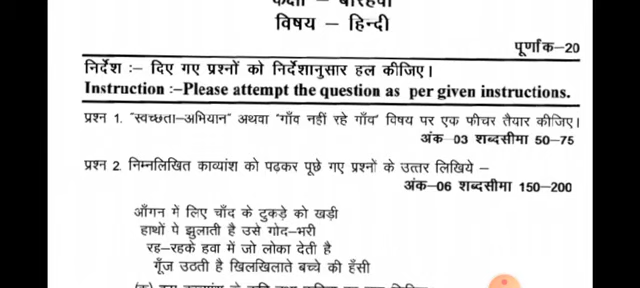 कक्षा – बारहवी
विषय – हिन्दी
पूर्णांक–20
निर्देश :– दिए गए प्रश्नों को निर्देशानुसार हल कीजिए।
Instruction :–Please attempt the question as per given instructions.
प्रश्न 1. "स्वच्छता–अभियान" अथवा "गाँव नहीं रहे गाँव" विषय पर एक फीचर तैयार कीजिए।
अंक–03 शब्दसीमा 50–75
प्रश्न 2. निम्नलिखित काव्यांश को पढ़कर पूछे गए प्रश्नों के उत्तर लिखिये –
अंक–06 शब्दसीमा 150–200
आँगन में लिए चाँद के टुकड़े को खड़ी
हाथों पे झुलाती है उसे गोद–भरी
रह–रहके हवा में जो लोका देती है
गूँज उठती है खिलखिलाते बच्चे की हँसी